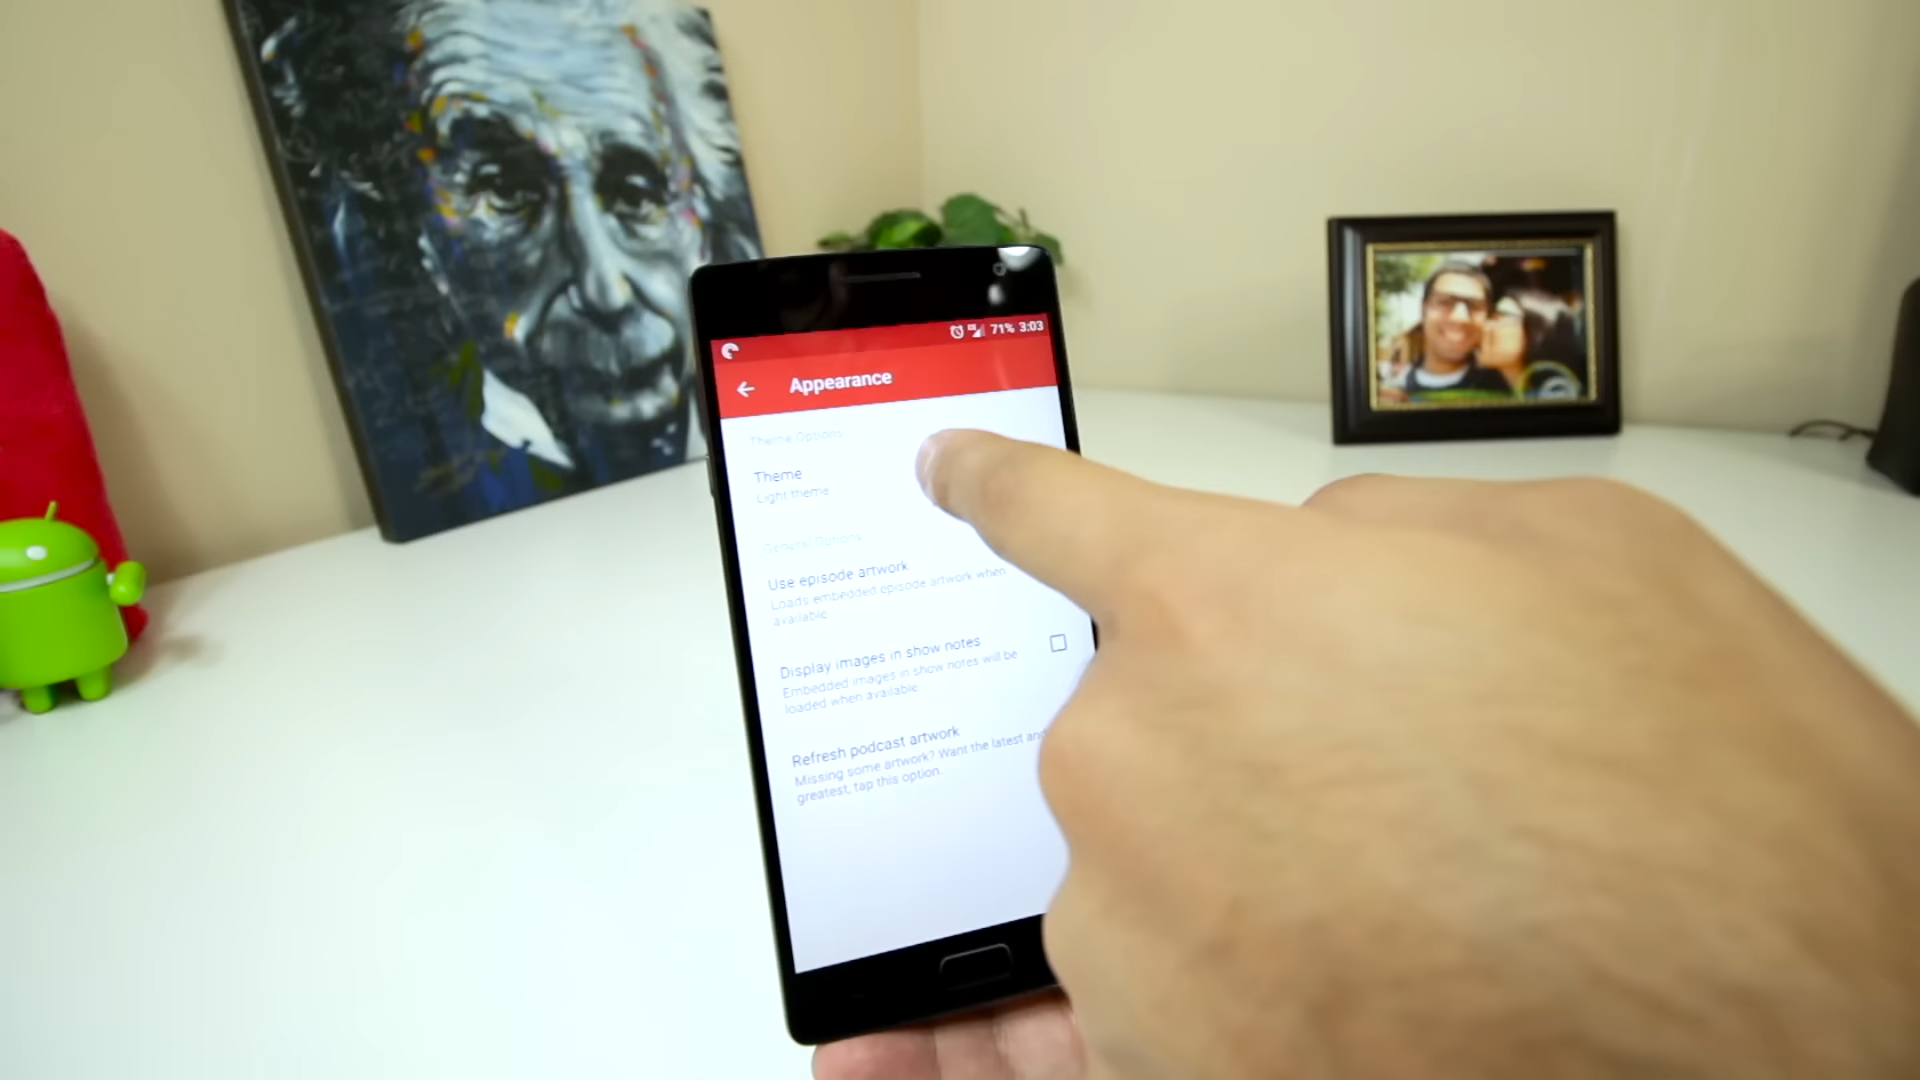 71% 3:03
Appearance
Theme Options
Theme
Light theme
General Options
Use episode artwork
Loads embedded episode artwork when
available
Display images in show notes
Embedded images in show notes will be
loaded when available
Refresh podcast artwork
Missing some artwork? Want the latest and
greatest, tap this option.